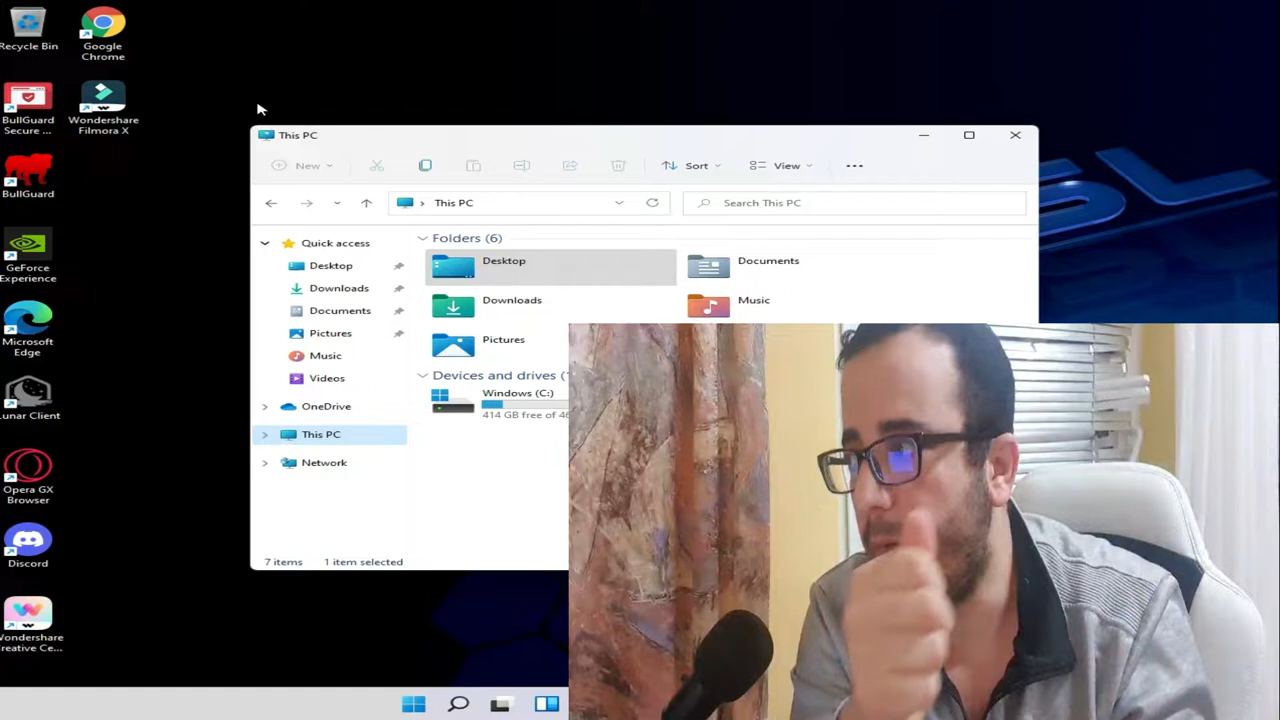 Recycle Bin
Google
Chrome
BullGuard
Secure ...
Wondershare
Filmora X
BullGuard
GeForce
Experience
Microsoft
Edge
Lunar Client
Opera GX
Browser
Discord
Wondershare
Creative Ce...
This PC
New
Sort
View
This PC
Search This PC
Quick access
Desktop
Downloads
Documents
Pictures
Music
Videos
OneDrive
This PC
Network
Folders (6)
Desktop
Documents
Downloads
Music
Pictures
Devices and drives (
Windows (C:)
414 GB free of 46
7 items
1 item selected
SL